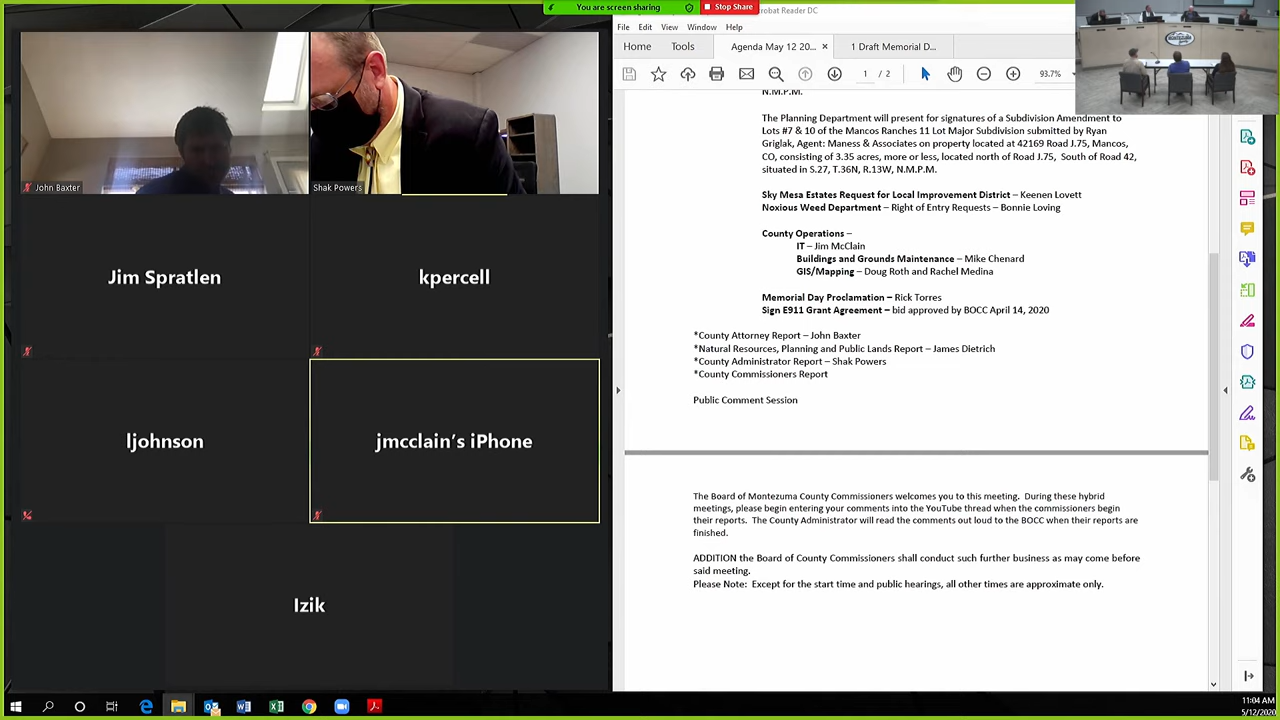 You are screen sharing
Stop Share
File Edit View Window Help
Home Tools Agenda May 12 20... × 1 Draft Memorial D...
1 / 2 93.7%
John Baxter
Shak Powers
Jim Spratlen
kpercell
ljohnson
jmcclain's iPhone
Izik
N.M.P.M.
The Planning Department will present for signatures of a Subdivision Amendment to
Lots #7 & 10 of the Mancos Ranches 11 Lot Major Subdivision submitted by Ryan
Griglak, Agent: Maness & Associates on property located at 42169 Road J.75, Mancos,
CO, consisting of 3.35 acres, more or less, located north of Road J.75, South of Road 42,
situated in S.27, T.36N, R.13W, N.M.P.M.
Sky Mesa Estates Request for Local Improvement District – Keenen Lovett
Noxious Weed Department – Right of Entry Requests – Bonnie Loving
County Operations –
IT – Jim McClain
Buildings and Grounds Maintenance – Mike Chenard
GIS/Mapping – Doug Roth and Rachel Medina
Memorial Day Proclamation – Rick Torres
Sign E911 Grant Agreement – bid approved by BOCC April 14, 2020
*County Attorney Report – John Baxter
*Natural Resources, Planning and Public Lands Report – James Dietrich
*County Administrator Report – Shak Powers
*County Commissioners Report
Public Comment Session
The Board of Montezuma County Commissioners welcomes you to this meeting. During these hybrid
meetings, please begin entering your comments into the YouTube thread when the commissioners begin
their reports. The County Administrator will read the comments out loud to the BOCC when their reports are
finished.
ADDITION the Board of County Commissioners shall conduct such further business as may come before
said meeting.
Please Note: Except for the start time and public hearings, all other times are approximate only.
11:04 AM
5/12/2020